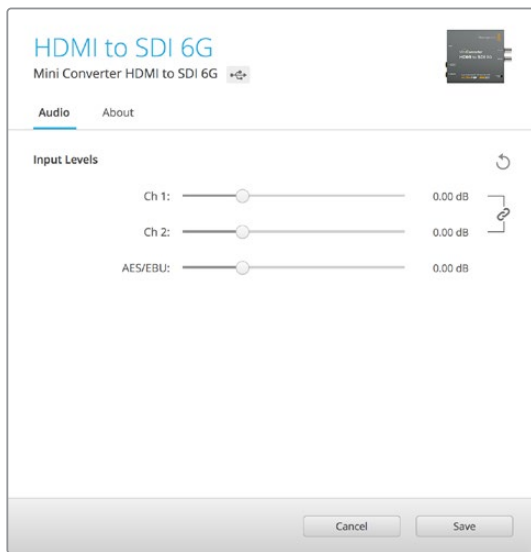 HDMI to SDI 6G
Mini Converter HDMI to SDI 6G
Audio About
Input Levels
Ch 1: 0.00 dB
Ch 2: 0.00 dB
AES/EBU: 0.00 dB
Cancel Save